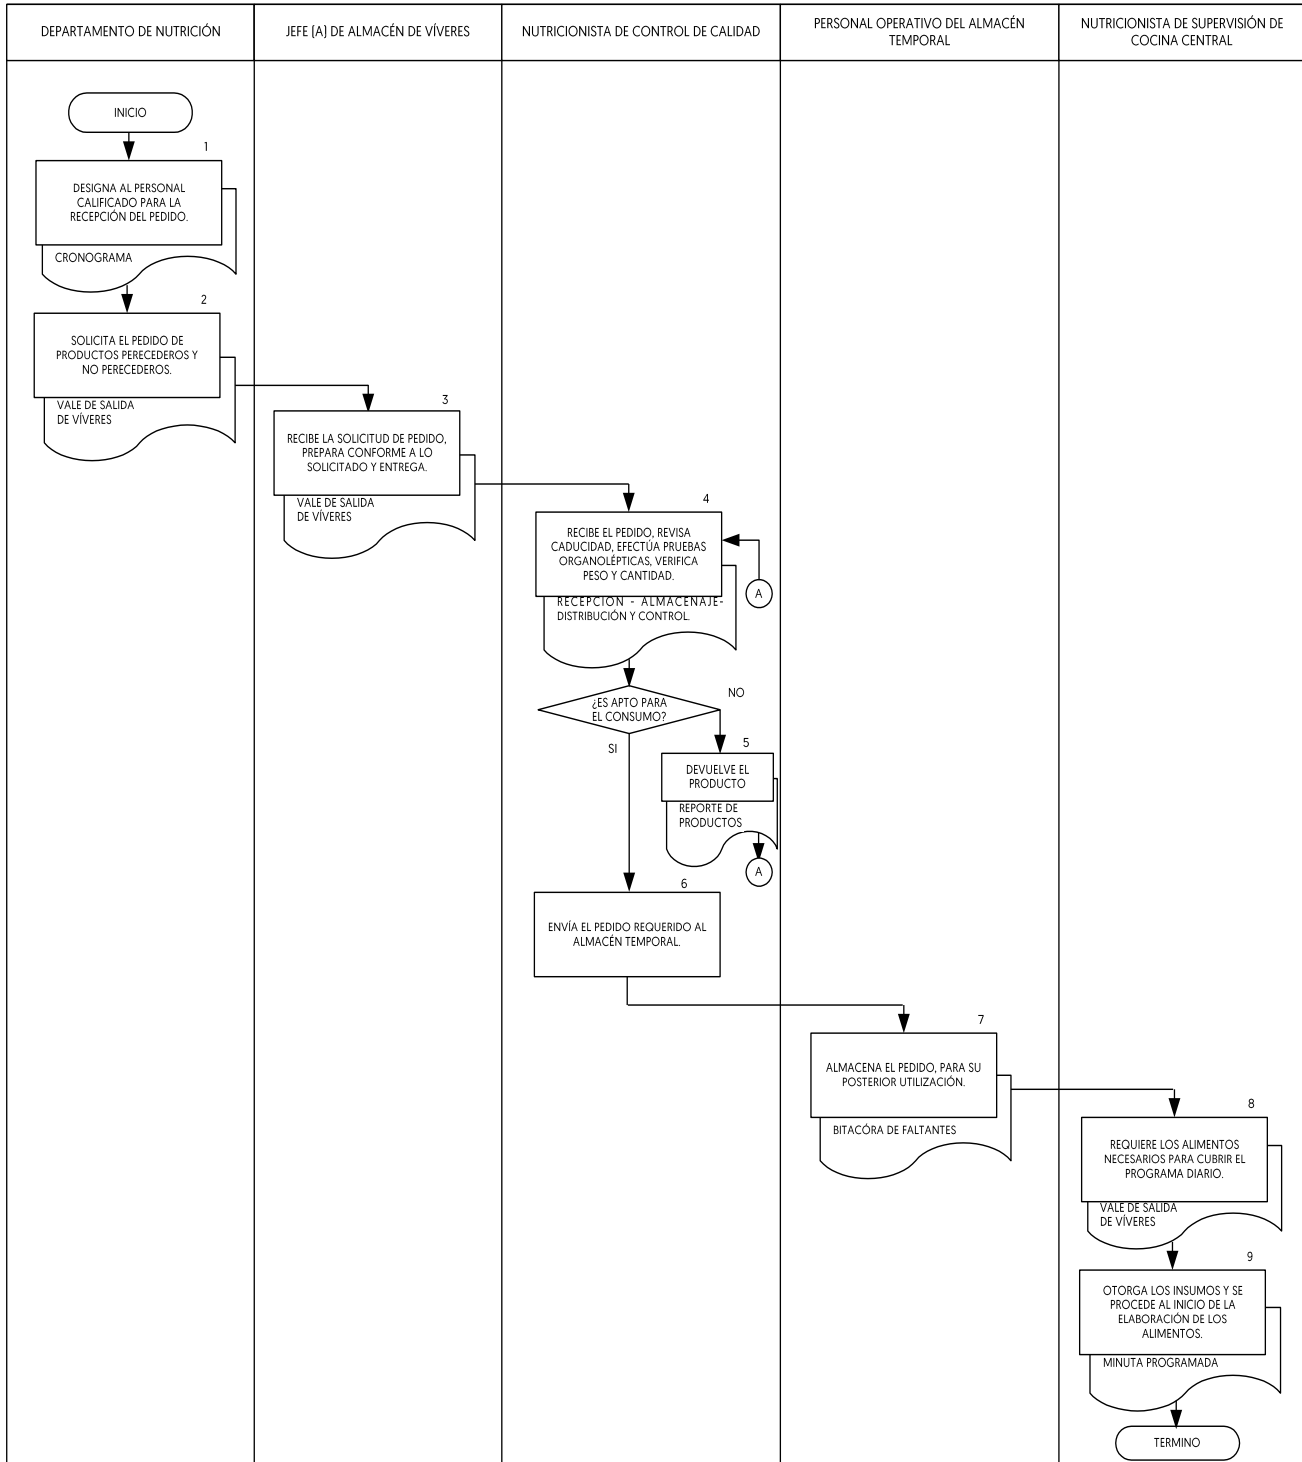 DEPARTAMENTO DE NUTRICIÓN
JEFE (A) DE ALMACÉN DE VÍVERES
NUTRICIONISTA DE CONTROL DE CALIDAD
PERSONAL OPERATIVO DEL ALMACÉN
TEMPORAL
NUTRICIONISTA DE SUPERVISIÓN DE
COCINA CENTRAL
INICIO
1
DESIGNA AL PERSONAL
CALIFICADO PARA LA
RECEPCIÓN DEL PEDIDO.
CRONOGRAMA
2
SOLICITA EL PEDIDO DE
PRODUCTOS PERECEDEROS Y
NO PERECEDEROS.
VALE DE SALIDA
DE VÍVERES
3
RECIBE LA SOLICITUD DE PEDIDO,
PREPARA CONFORME A LO
SOLICITADO Y ENTREGA.
VALE DE SALIDA
DE VÍVERES
4
RECIBE EL PEDIDO, REVISA
CADUCIDAD, EFECTÚA PRUEBAS
ORGANOLÉPTICAS, VERIFICA
PESO Y CANTIDAD.
A
RECEPCIÓN - ALMACENAJE-
DISTRIBUCIÓN Y CONTROL.
¿ES APTO PARA
EL CONSUMO?
NO
SI
5
DEVUELVE EL
PRODUCTO
REPORTE DE
PRODUCTOS
A
6
ENVÍA EL PEDIDO REQUERIDO AL
ALMACÉN TEMPORAL.
7
ALMACENA EL PEDIDO, PARA SU
POSTERIOR UTILIZACIÓN.
BITACÓRA DE FALTANTES
8
REQUIERE LOS ALIMENTOS
NECESARIOS PARA CUBRIR EL
PROGRAMA DIARIO.
VALE DE SALIDA
DE VÍVERES
9
OTORGA LOS INSUMOS Y SE
PROCEDE AL INICIO DE LA
ELABORACIÓN DE LOS
ALIMENTOS.
MINUTA PROGRAMADA
TERMINO